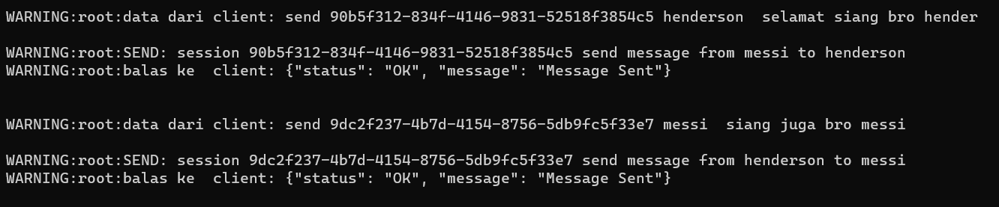 WARNING:root:data dari client: send 90b5f312-834f-4146-9831-52518f3854c5 henderson  selamat siang bro hender
WARNING:root:SEND: session 90b5f312-834f-4146-9831-52518f3854c5 send message from messi to henderson
WARNING:root:balas ke  client: {"status": "OK", "message": "Message Sent"}
WARNING:root:data dari client: send 9dc2f237-4b7d-4154-8756-5db9fc5f33e7 messi  siang juga bro messi
WARNING:root:SEND: session 9dc2f237-4b7d-4154-8756-5db9fc5f33e7 send message from henderson to messi
WARNING:root:balas ke  client: {"status": "OK", "message": "Message Sent"}